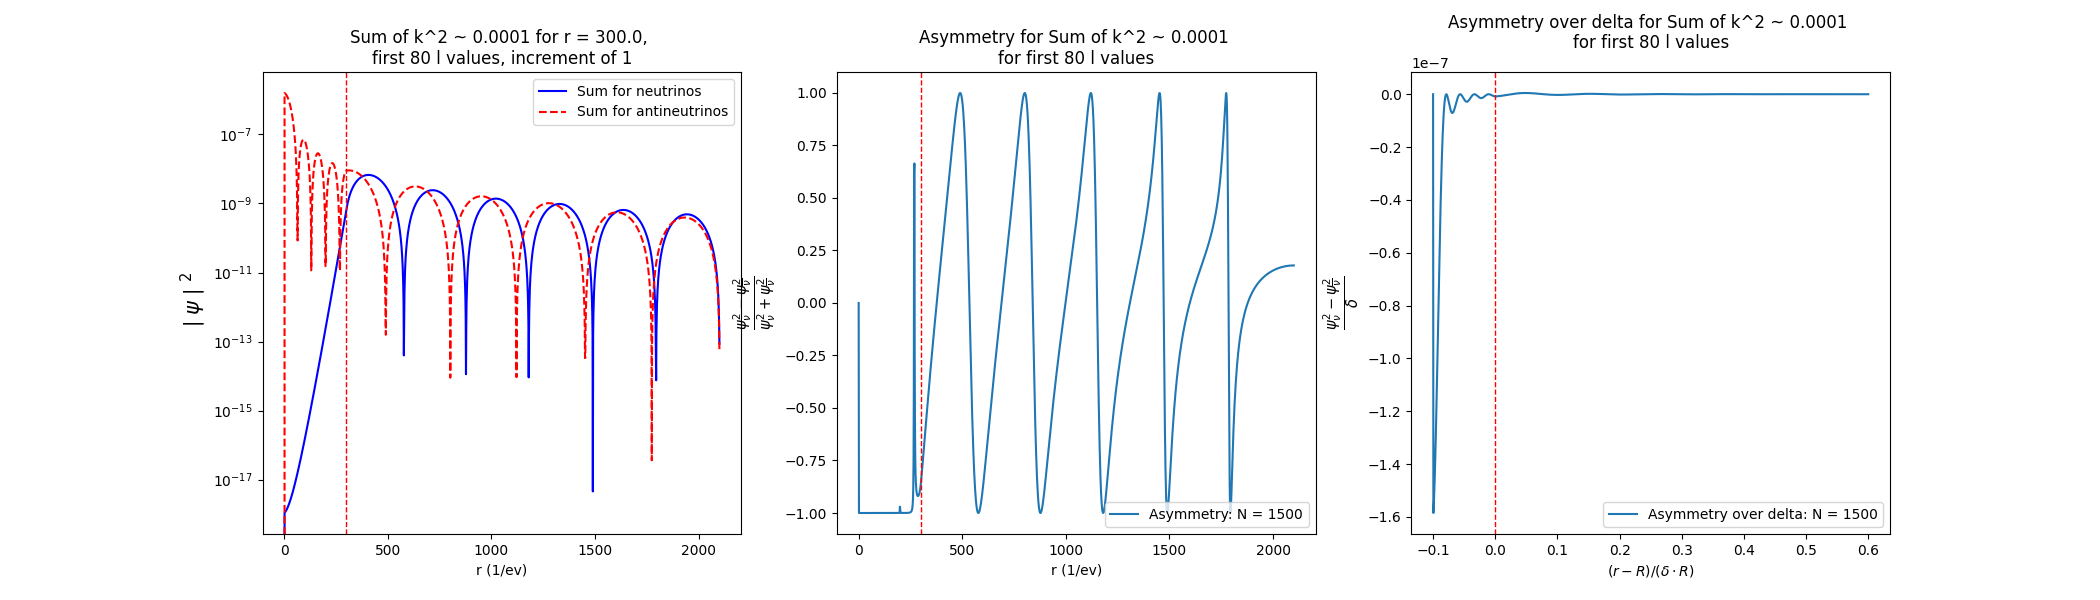 Sum of k^2 ~ 0.0001 for r = 300.0,
first 80 l values, increment of 1
Sum for neutrinos
Sum for antineutrinos
| ψ | 2
10−7
10−9
10−11
10−13
10−15
10−17
0 500 1000 1500 2000
r (1/ev)
Asymmetry for Sum of k^2 ~ 0.0001
for first 80 l values
1.00
0.75
0.50
0.25
0.00
−0.25
−0.50
−0.75
−1.00
Asymmetry: N = 1500
0 500 1000 1500 2000
r (1/ev)
Asymmetry over delta for Sum of k^2 ~ 0.0001
for first 80 l values
1e−7
0.0
−0.2
−0.4
−0.6
−0.8
−1.0
−1.2
−1.4
−1.6
δ
Asymmetry over delta: N = 1500
−0.1 0.0 0.1 0.2 0.3 0.4 0.5 0.6
(r − R)/(δ · R)